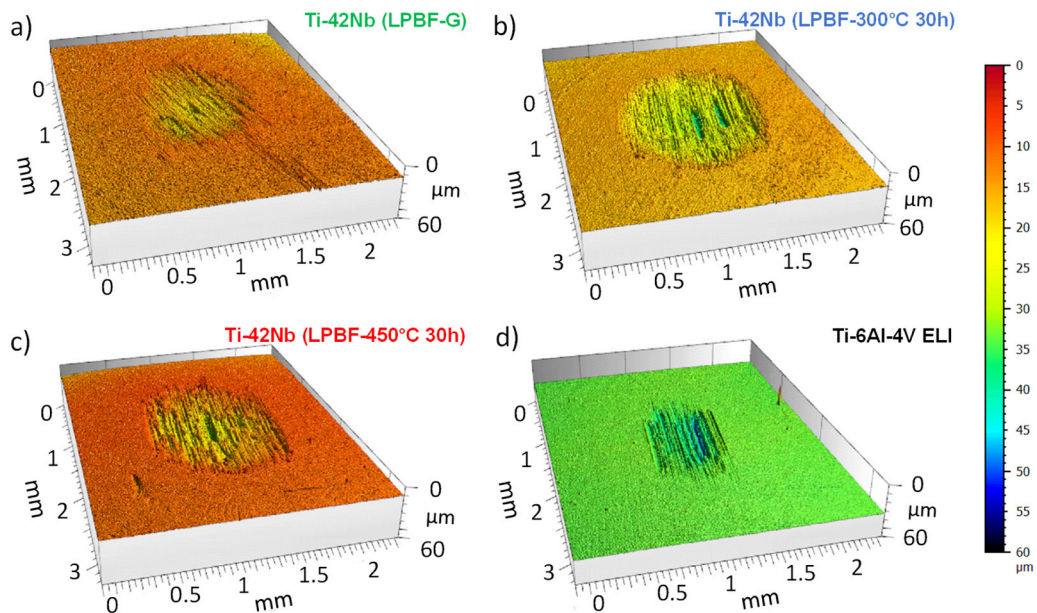 a)
Ti-42Nb (LPBF-G)
0
1
2
3
mm
0
0.5
1
1.5
2
mm
0
µm
60
b)
Ti-42Nb (LPBF-300°C 30h)
0
1
2
3
mm
0
0.5
1
1.5
2
mm
0
µm
60
c)
Ti-42Nb (LPBF-450°C 30h)
0
1
2
3
mm
0
0.5
1
1.5
2
mm
0
µm
60
d)
Ti-6Al-4V ELI
0
1
2
3
mm
0
0.5
1
1.5
2
mm
0
µm
60
0
5
10
15
20
25
30
35
40
45
50
55
60
µm